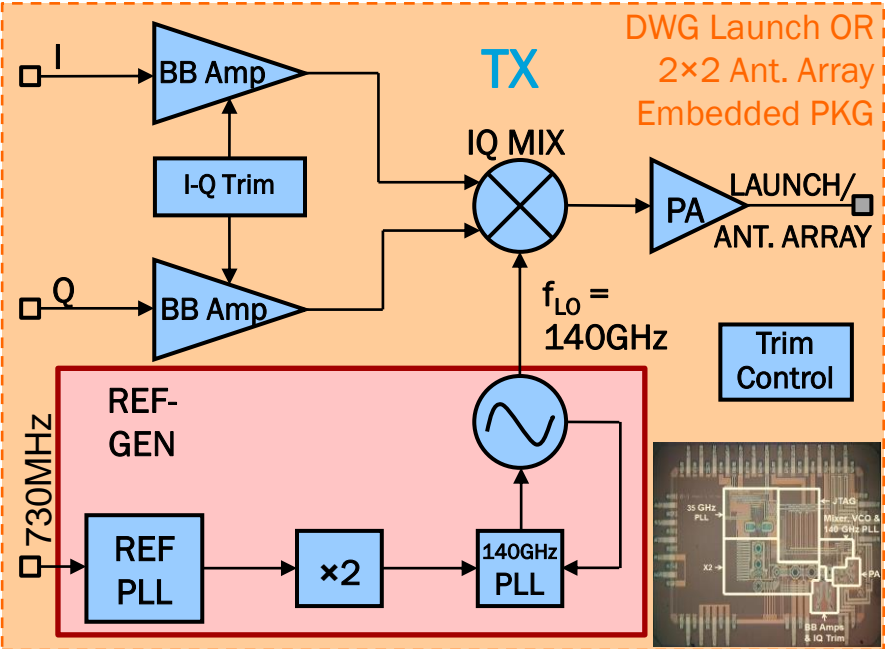 DWG Launch OR
2×2 Ant. Array
Embedded PKG
TX
I
BB Amp
I-Q Trim
Q
BB Amp
IQ MIX
PA
LAUNCH/
ANT. ARRAY
f_LO =
140GHz
Trim
Control
REF-
GEN
730MHz
REF
PLL
×2
140GHz
PLL
35 GHz
PLL
JTAG
Mixer, VCO &
140 GHz PLL
X2
PA
BB Amps
& IQ Trim